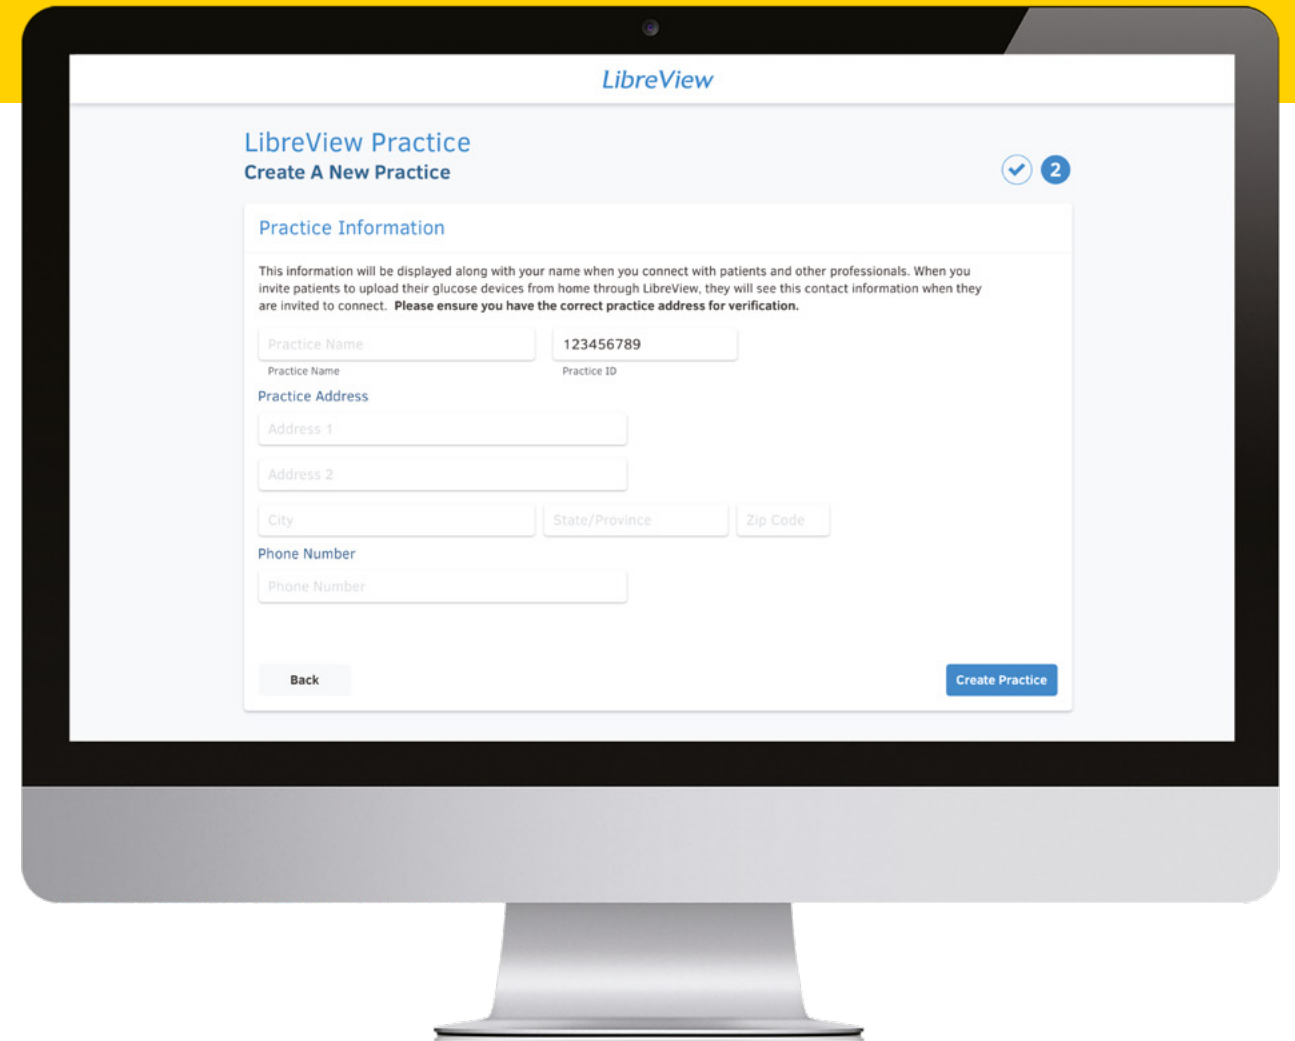 LibreView
LibreView Practice
Create A New Practice
2
Practice Information
This information will be displayed along with your name when you connect with patients and other professionals. When you
invite patients to upload their glucose devices from home through LibreView, they will see this contact information when they
are invited to connect. Please ensure you have the correct practice address for verification.
Practice Name
123456789
Practice Name
Practice ID
Practice Address
Address 1
Address 2
City
State/Province
Zip Code
Phone Number
Phone Number
Back
Create Practice